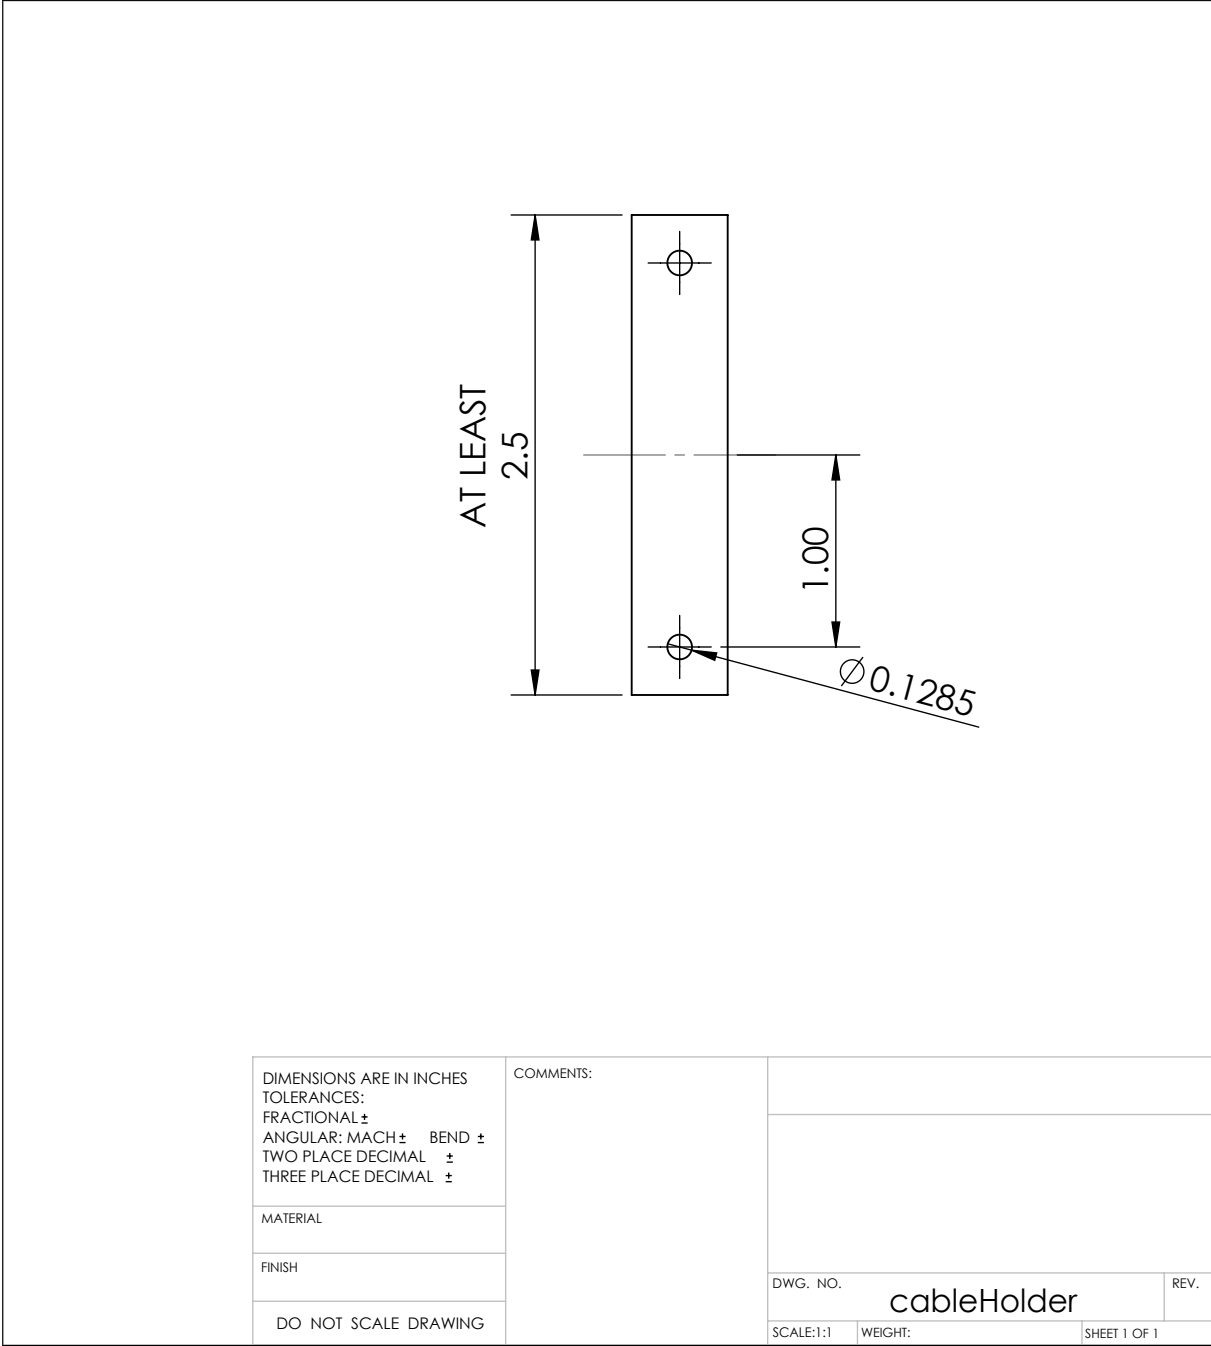 AT LEAST
2.5
1.00
∅0.1285
DIMENSIONS ARE IN INCHES
TOLERANCES:
FRACTIONAL ±
ANGULAR: MACH ± BEND ±
TWO PLACE DECIMAL ±
THREE PLACE DECIMAL ±
MATERIAL
FINISH
DO NOT SCALE DRAWING
COMMENTS:
DWG. NO.
cableHolder
REV.
SCALE:1:1 WEIGHT: SHEET 1 OF 1